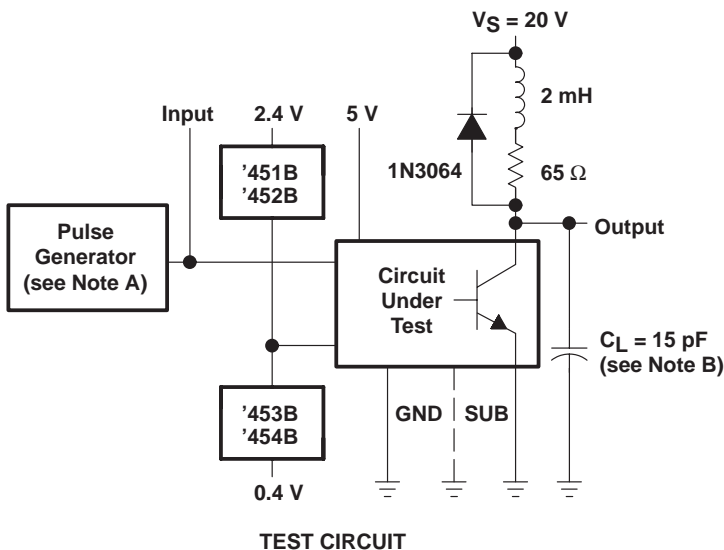 VS = 20 V
Input
2.4 V
5 V
2 mH
'451B
'452B
1N3064
65 Ω
Pulse
Generator
(see Note A)
Output
Circuit
Under
Test
CL = 15 pF
(see Note B)
'453B
'454B
GND
SUB
0.4 V
TEST CIRCUIT